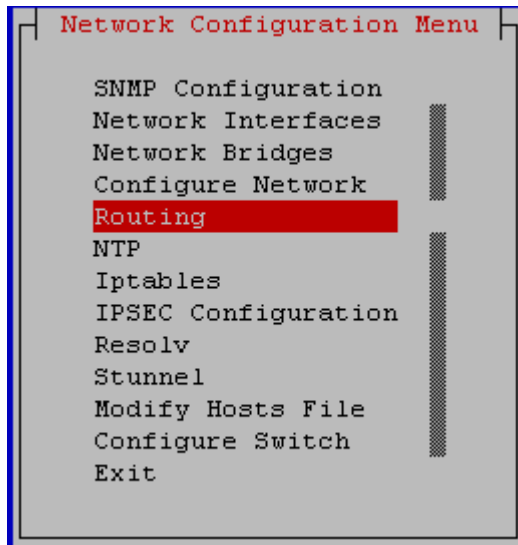 Network Configuration Menu
SNMP Configuration
Network Interfaces
Network Bridges
Configure Network
Routing
NTP
Iptables
IPSEC Configuration
Resolv
Stunnel
Modify Hosts File
Configure Switch
Exit